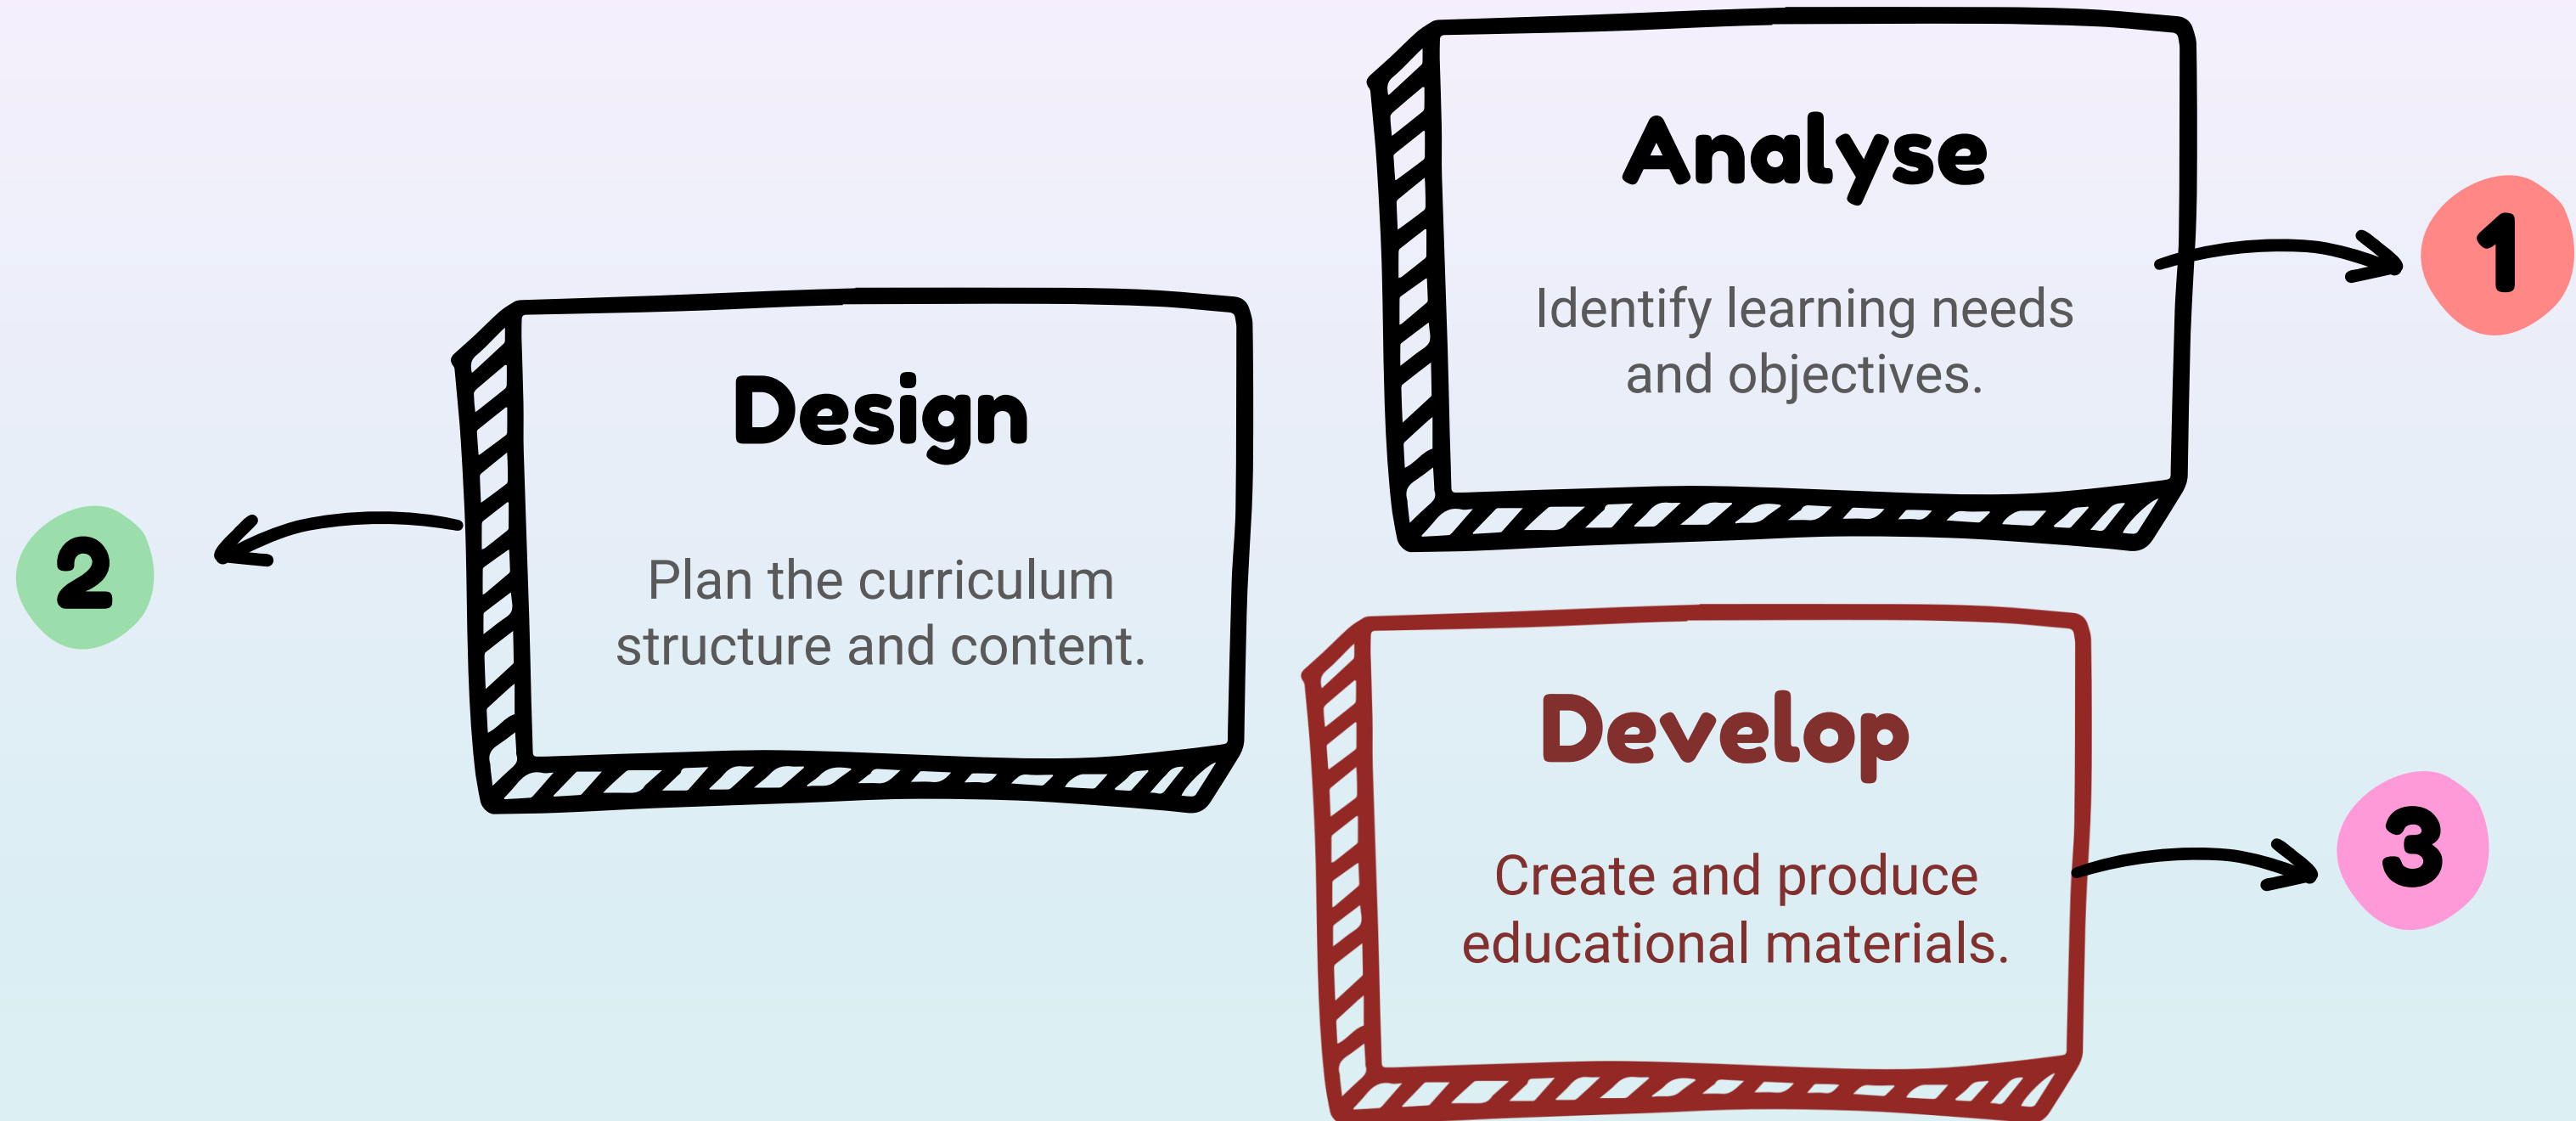 Analyse
Identify learning needs
and objectives.
1
Design
Plan the curriculum
structure and content.
2
Develop
Create and produce
educational materials.
3